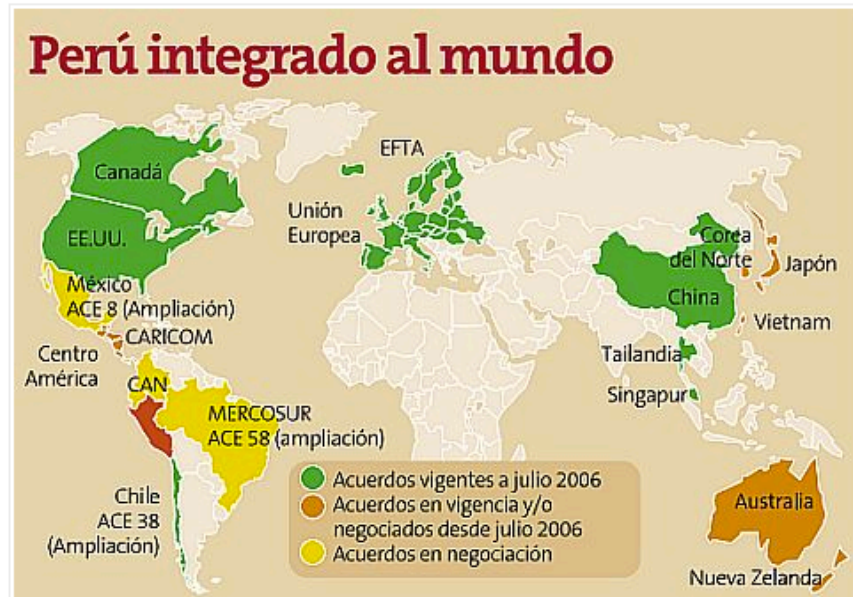 Perú integrado al mundo
Canadá
EFTA
Unión
Europea
EE.UU.
Corea
del Norte
Japón
China
México
ACE 8 (Ampliación)
CARICOM
Vietnam
Centro
América
Tailandia
CAN
Singapur
MERCOSUR
ACE 58 (ampliación)
Chile
ACE 38
(Ampliación)
Acuerdos vigentes a julio 2006
Acuerdos en vigencia y/o
negociados desde julio 2006
Acuerdos en negociación
Australia
Nueva Zelanda